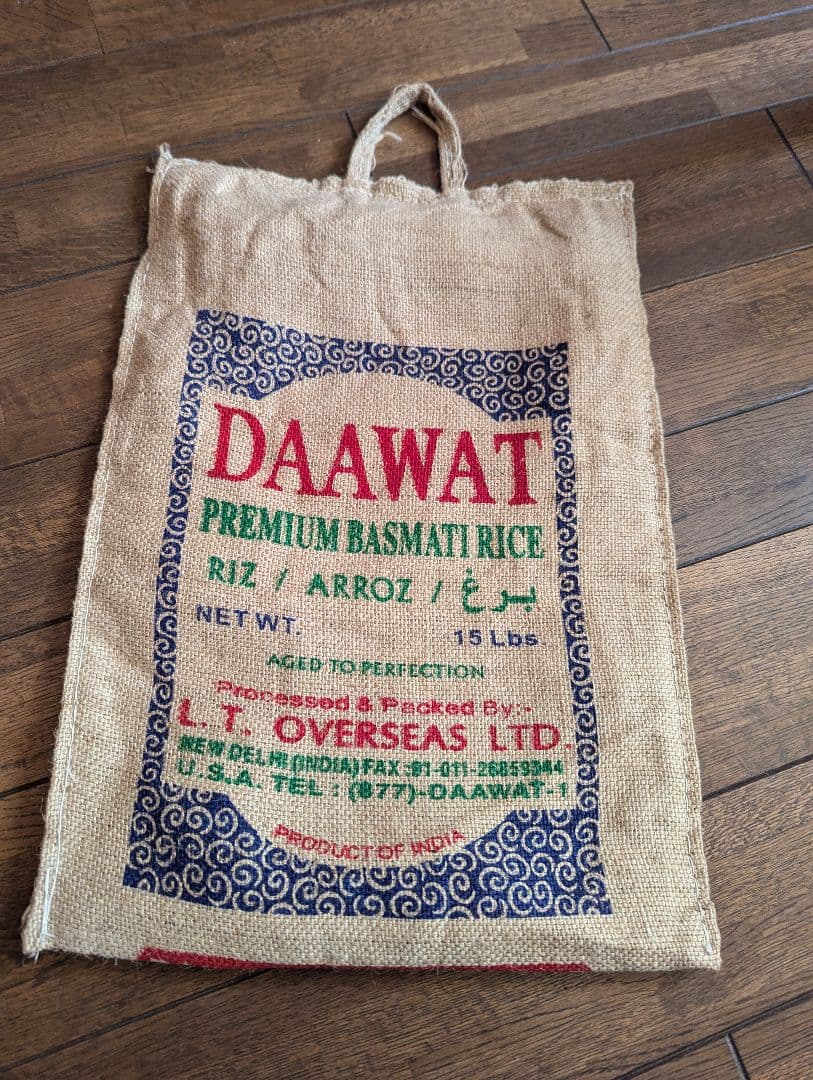 DAAWAT
PREMIUM BASMATI RICE
RIZ / ARROZ / برغ
NET WT. 15 Lbs
AGED TO PERFECTION
Processed & Packed By:-
L. T. OVERSEAS LTD.
NEW DELHI (INDIA) FAX :91-011-26859344
U.S.A. TEL : (877)-DAAWAT-1
PRODUCT OF INDIA